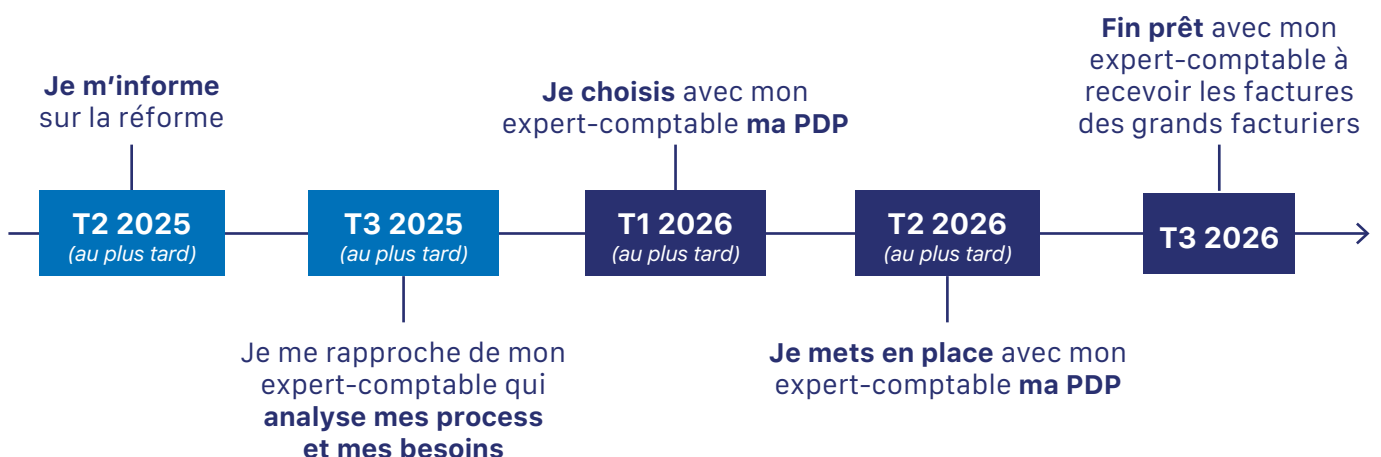 Je m'informe
sur la réforme
T2 2025
(au plus tard)
Je me rapproche de mon
expert-comptable qui
analyse mes process
et mes besoins
T3 2025
(au plus tard)
Je choisis avec mon
expert-comptable ma PDP
T1 2026
(au plus tard)
T2 2026
(au plus tard)
Je mets en place avec mon
expert-comptable ma PDP
Fin prêt avec mon
expert-comptable à
recevoir les factures
des grands facturiers
T3 2026